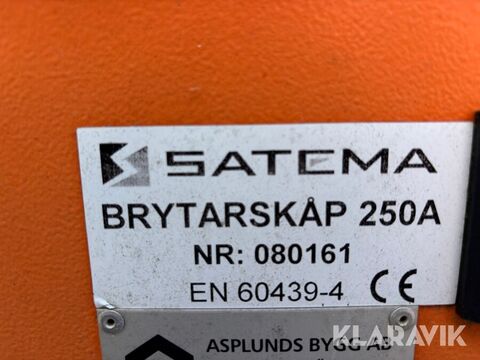 SATEMA
BRYTARSKÅP 250A
NR: 080161
EN 60439-4 CE
ASPLUNDS BYGG AB
KLARAVIK